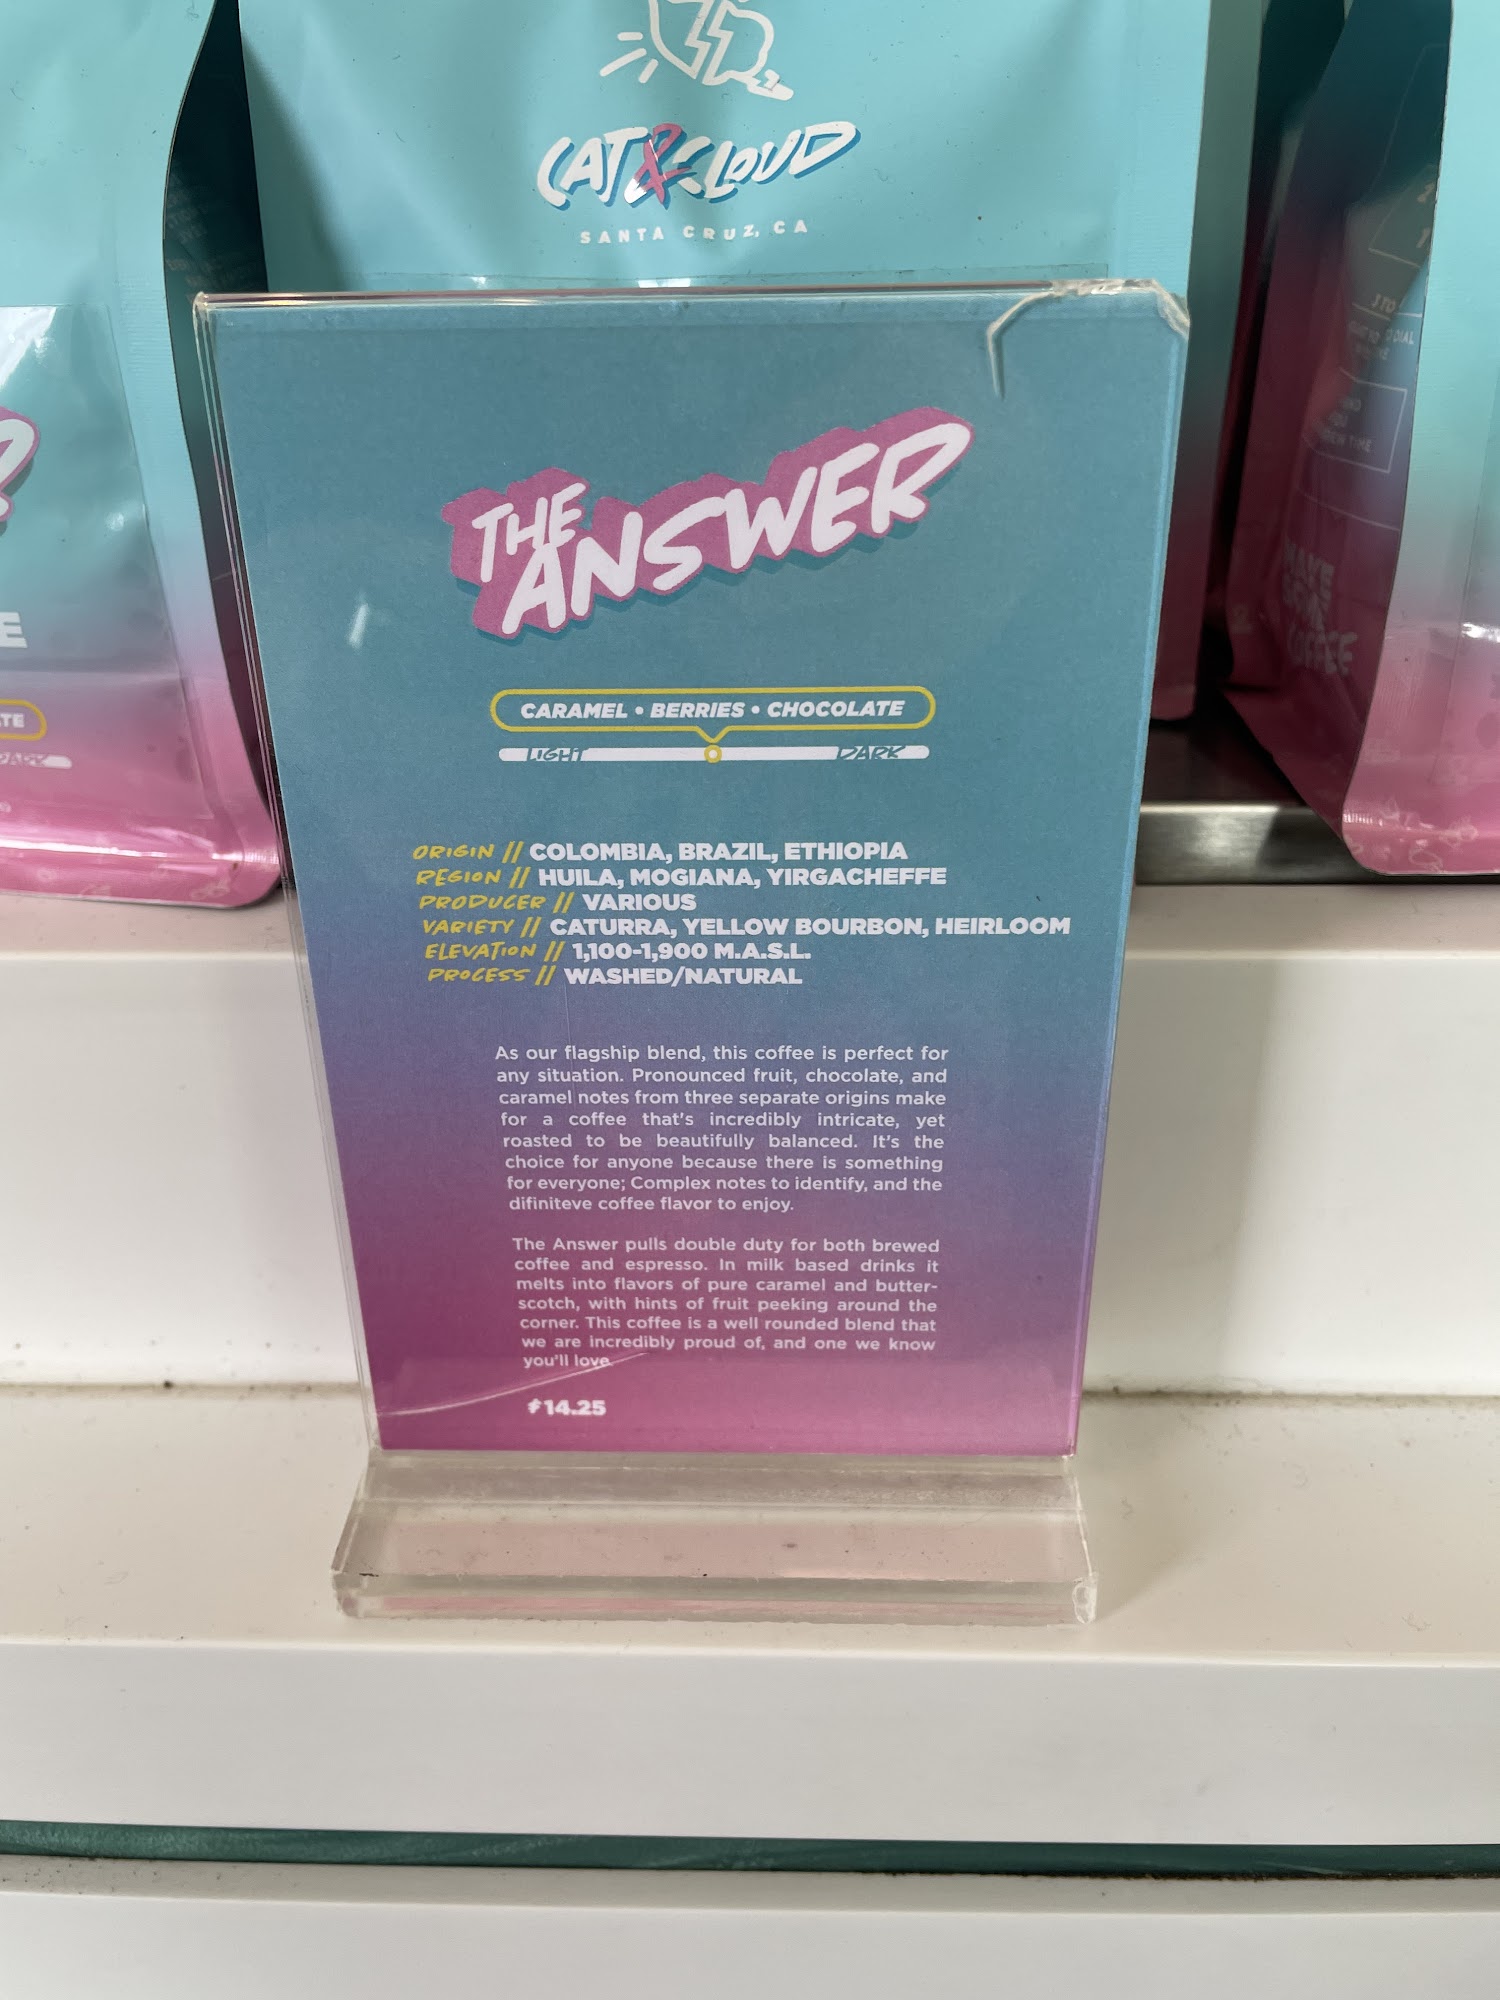 CAT & CLOUD
SANTA CRUZ, CA
THE
ANSWER
CARAMEL • BERRIES • CHOCOLATE
LIGHT DARK
ORIGIN // COLOMBIA, BRAZIL, ETHIOPIA
REGION // HUILA, MOGIANA, YIRGACHEFFE
PRODUCER // VARIOUS
VARIETY // CATURRA, YELLOW BOURBON, HEIRLOOM
ELEVATION // 1,100-1,900 M.A.S.L.
PROCESS // WASHED/NATURAL
As our flagship blend, this coffee is perfect for
any situation. Pronounced fruit, chocolate, and
caramel notes from three separate origins make
for a coffee that's incredibly intricate, yet
roasted to be beautifully balanced. It's the
choice for anyone because there is something
for everyone; Complex notes to identify, and the
difiniteve coffee flavor to enjoy.
The Answer pulls double duty for both brewed
coffee and espresso. In milk based drinks it
melts into flavors of pure caramel and butter-
scotch, with hints of fruit peeking around the
corner. This coffee is a well rounded blend that
we are incredibly proud of, and one we know
you'll love.
$14.25
DARK
HAVE
SOME
COFFEE